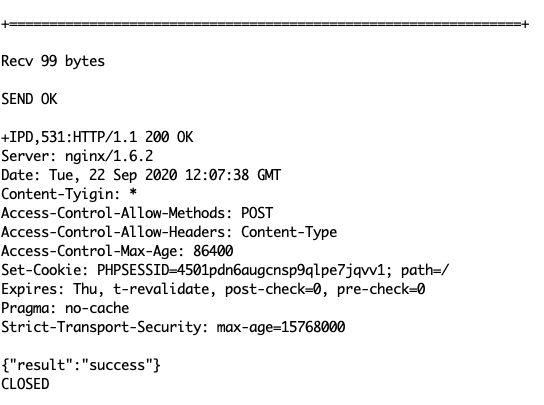 +================================================================+
Recv 99 bytes
SEND OK
+IPD,531:HTTP/1.1 200 OK
Server: nginx/1.6.2
Date: Tue, 22 Sep 2020 12:07:38 GMT
Content-Tyigin: *
Access-Control-Allow-Methods: POST
Access-Control-Allow-Headers: Content-Type
Access-Control-Max-Age: 86400
Set-Cookie: PHPSESSID=4501pdn6augcnsp9qlpe7jqvv1; path=/
Expires: Thu, t-revalidate, post-check=0, pre-check=0
Pragma: no-cache
Strict-Transport-Security: max-age=15768000
{"result":"success"}
CLOSED